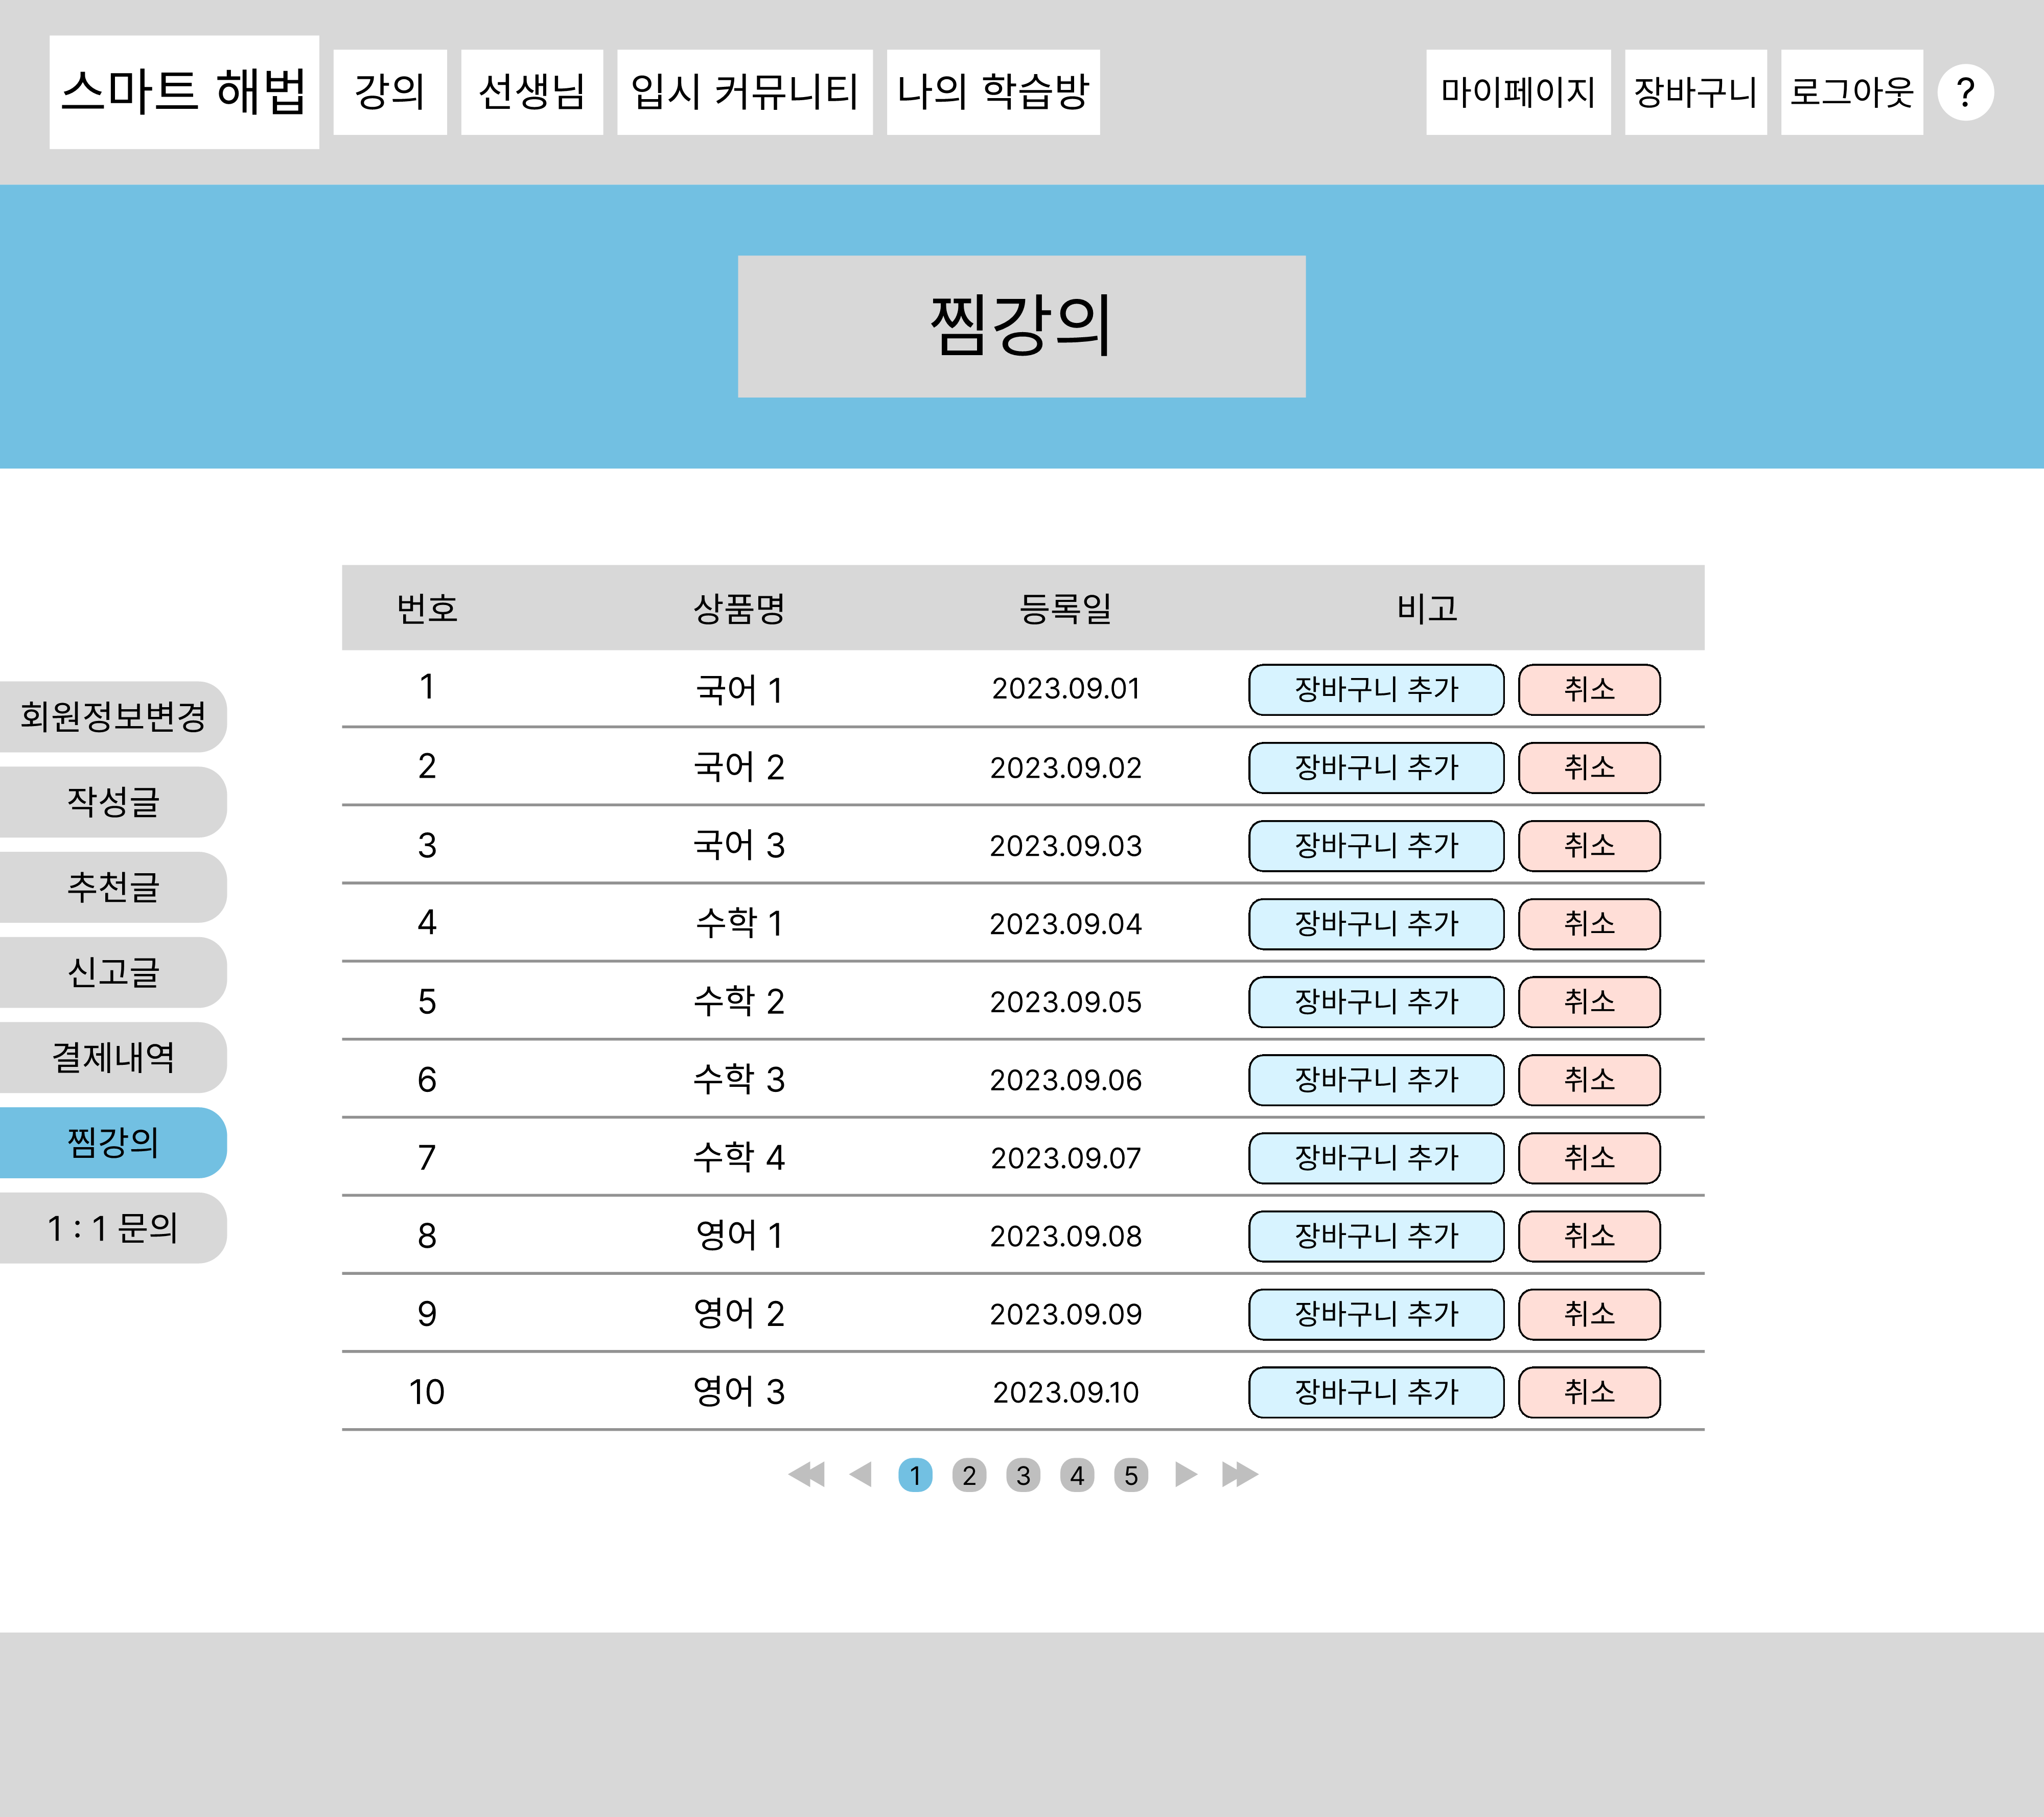 스마트 해법 강의 선생님 입시 커뮤니티 나의 학습방 마이페이지 장바구니 로그아웃 ?
찜강의
회원정보변경
작성글
추천글
신고글
결제내역
찜강의
1 : 1 문의
번호 상품명 등록일 비고
1 국어 1 2023.09.01 장바구니 추가 취소
2 국어 2 2023.09.02 장바구니 추가 취소
3 국어 3 2023.09.03 장바구니 추가 취소
4 수학 1 2023.09.04 장바구니 추가 취소
5 수학 2 2023.09.05 장바구니 추가 취소
6 수학 3 2023.09.06 장바구니 추가 취소
7 수학 4 2023.09.07 장바구니 추가 취소
8 영어 1 2023.09.08 장바구니 추가 취소
9 영어 2 2023.09.09 장바구니 추가 취소
10 영어 3 2023.09.10 장바구니 추가 취소
1 2 3 4 5